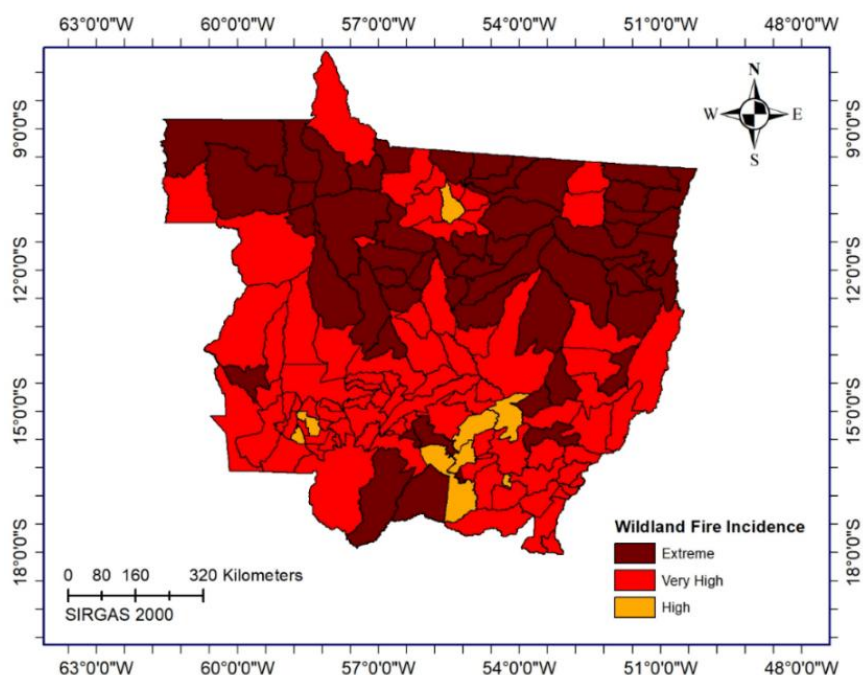 63°0'0"W 60°0'0"W 57°0'0"W 54°0'0"W 51°0'0"W 48°0'0"W
N
W E
S
9°0'0"S 9°0'0"S
12°0'0"S 12°0'0"S
15°0'0"S 15°0'0"S
18°0'0"S 18°0'0"S
Wildland Fire Incidence
Extreme
Very High
High
0 80 160 320 Kilometers
SIRGAS 2000
63°0'0"W 60°0'0"W 57°0'0"W 54°0'0"W 51°0'0"W 48°0'0"W